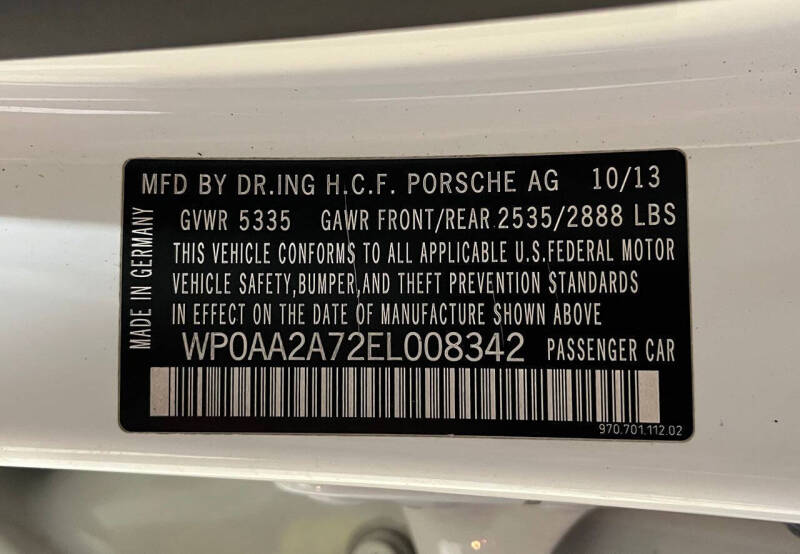 MFD BY DR.ING H.C.F. PORSCHE AG 10/13
GVWR 5335 GAWR FRONT/REAR 2535/2888 LBS
THIS VEHICLE CONFORMS TO ALL APPLICABLE U.S.FEDERAL MOTOR
VEHICLE SAFETY,BUMPER,AND THEFT PREVENTION STANDARDS
IN EFFECT ON THE DATE OF MANUFACTURE SHOWN ABOVE
WP0AA2A72EL008342 PASSENGER CAR
970.701.112.02
MADE IN GERMANY